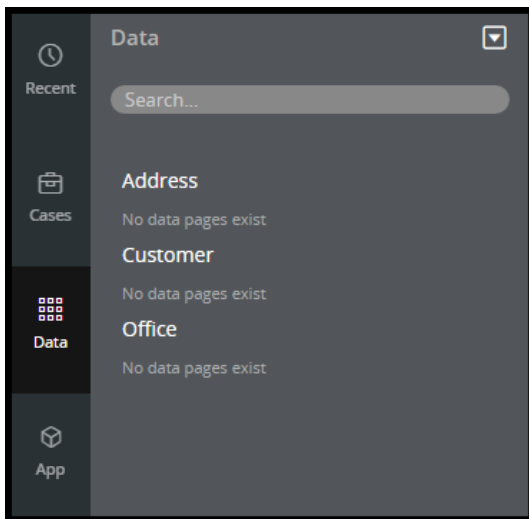 Recent
Cases
Data
App
Data
Search...
Address
No data pages exist
Customer
No data pages exist
Office
No data pages exist